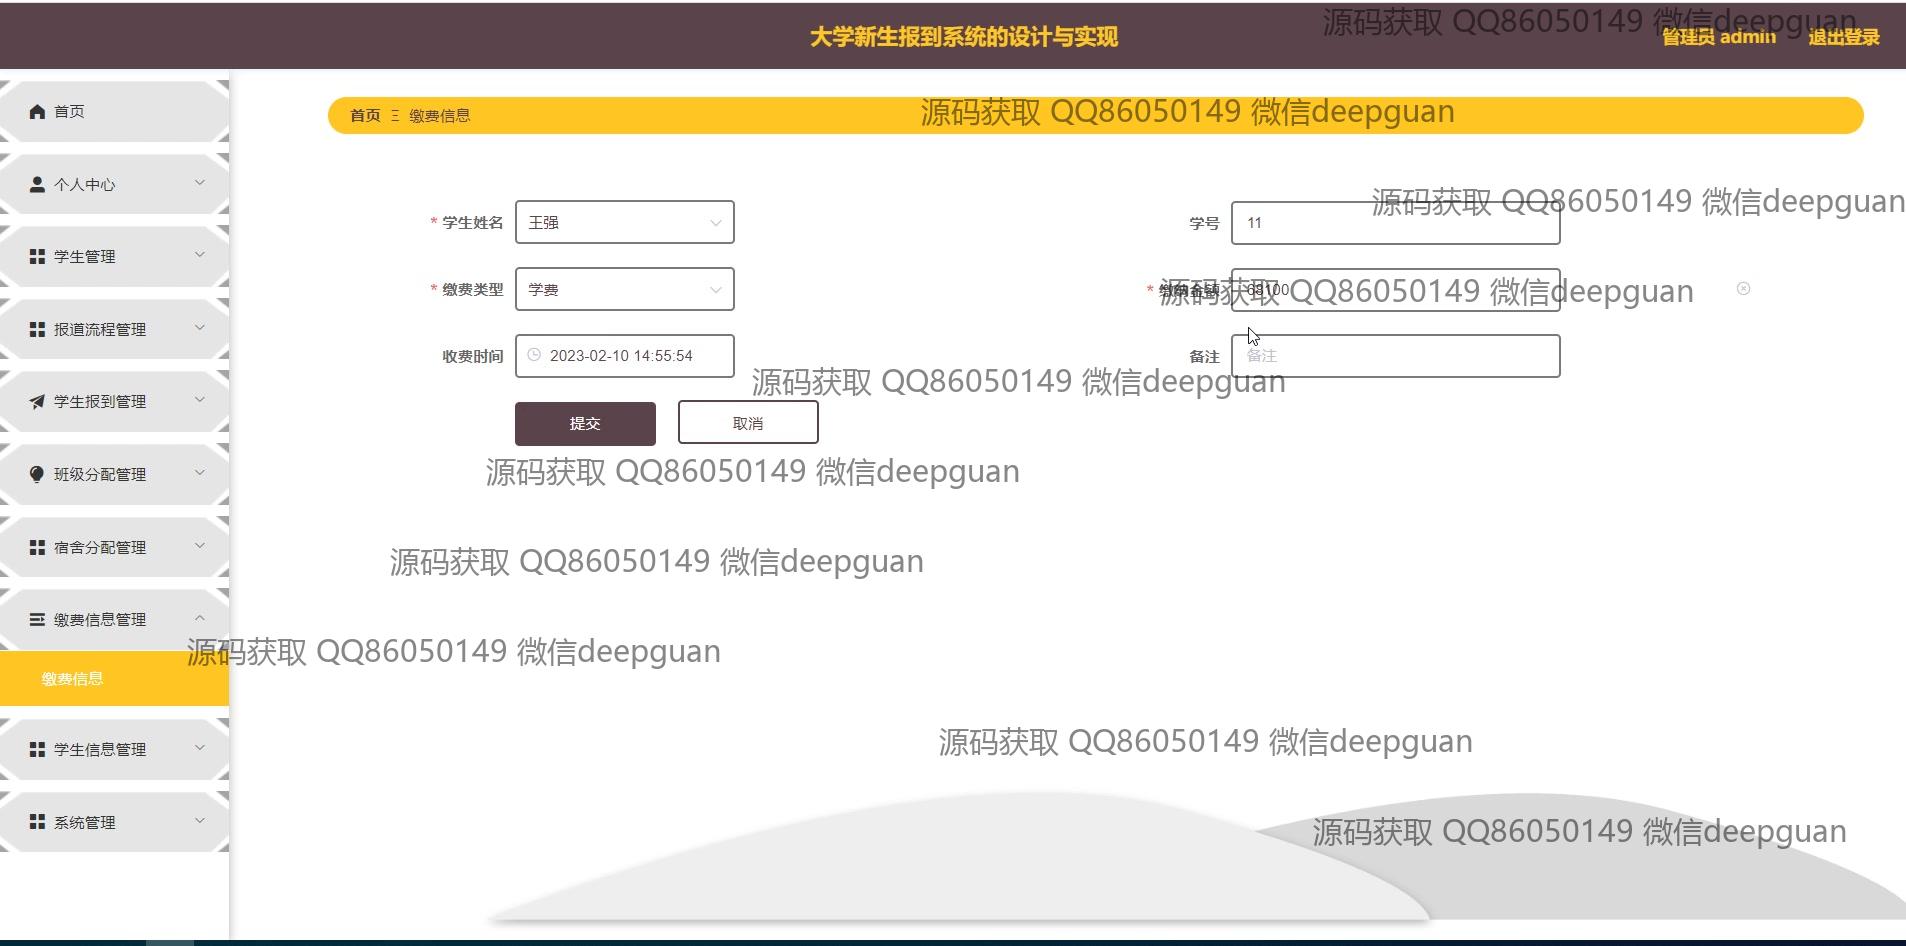 大学新生报到系统的设计与实现
源码获取 QQ86050149 微信deepguan
管理员 admin
退出登录
首页
个人中心
学生管理
报道流程管理
学生报到管理
班级分配管理
宿舍分配管理
缴费信息管理
缴费信息
学生信息管理
系统管理
首页 Ξ 缴费信息
源码获取 QQ86050149 微信deepguan
源码获取 QQ86050149 微信deepguan
* 学生姓名 王强
学号 11
* 缴费类型 学费
* 缴纳金额
源码获取 QQ86050149 微信deepguan
收费时间 2023-02-10 14:55:54
备注 备注
源码获取 QQ86050149 微信deepguan
提交 取消
源码获取 QQ86050149 微信deepguan
源码获取 QQ86050149 微信deepguan
源码获取 QQ86050149 微信deepguan
源码获取 QQ86050149 微信deepguan
源码获取 QQ86050149 微信deepguan